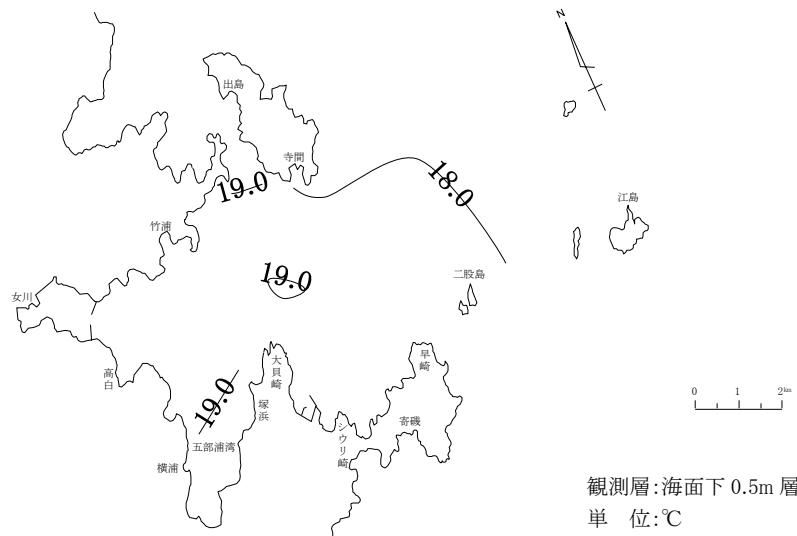 N
出島
寺間
19.0
18.0
江島
竹浦
19.0
二股島
女川
高白
大貝崎
早崎
19.0
塚浜
寄磯
シウリ崎
五部浦湾
横浦
0 1 2km
観測層:海面下 0.5m 層
単 位:℃